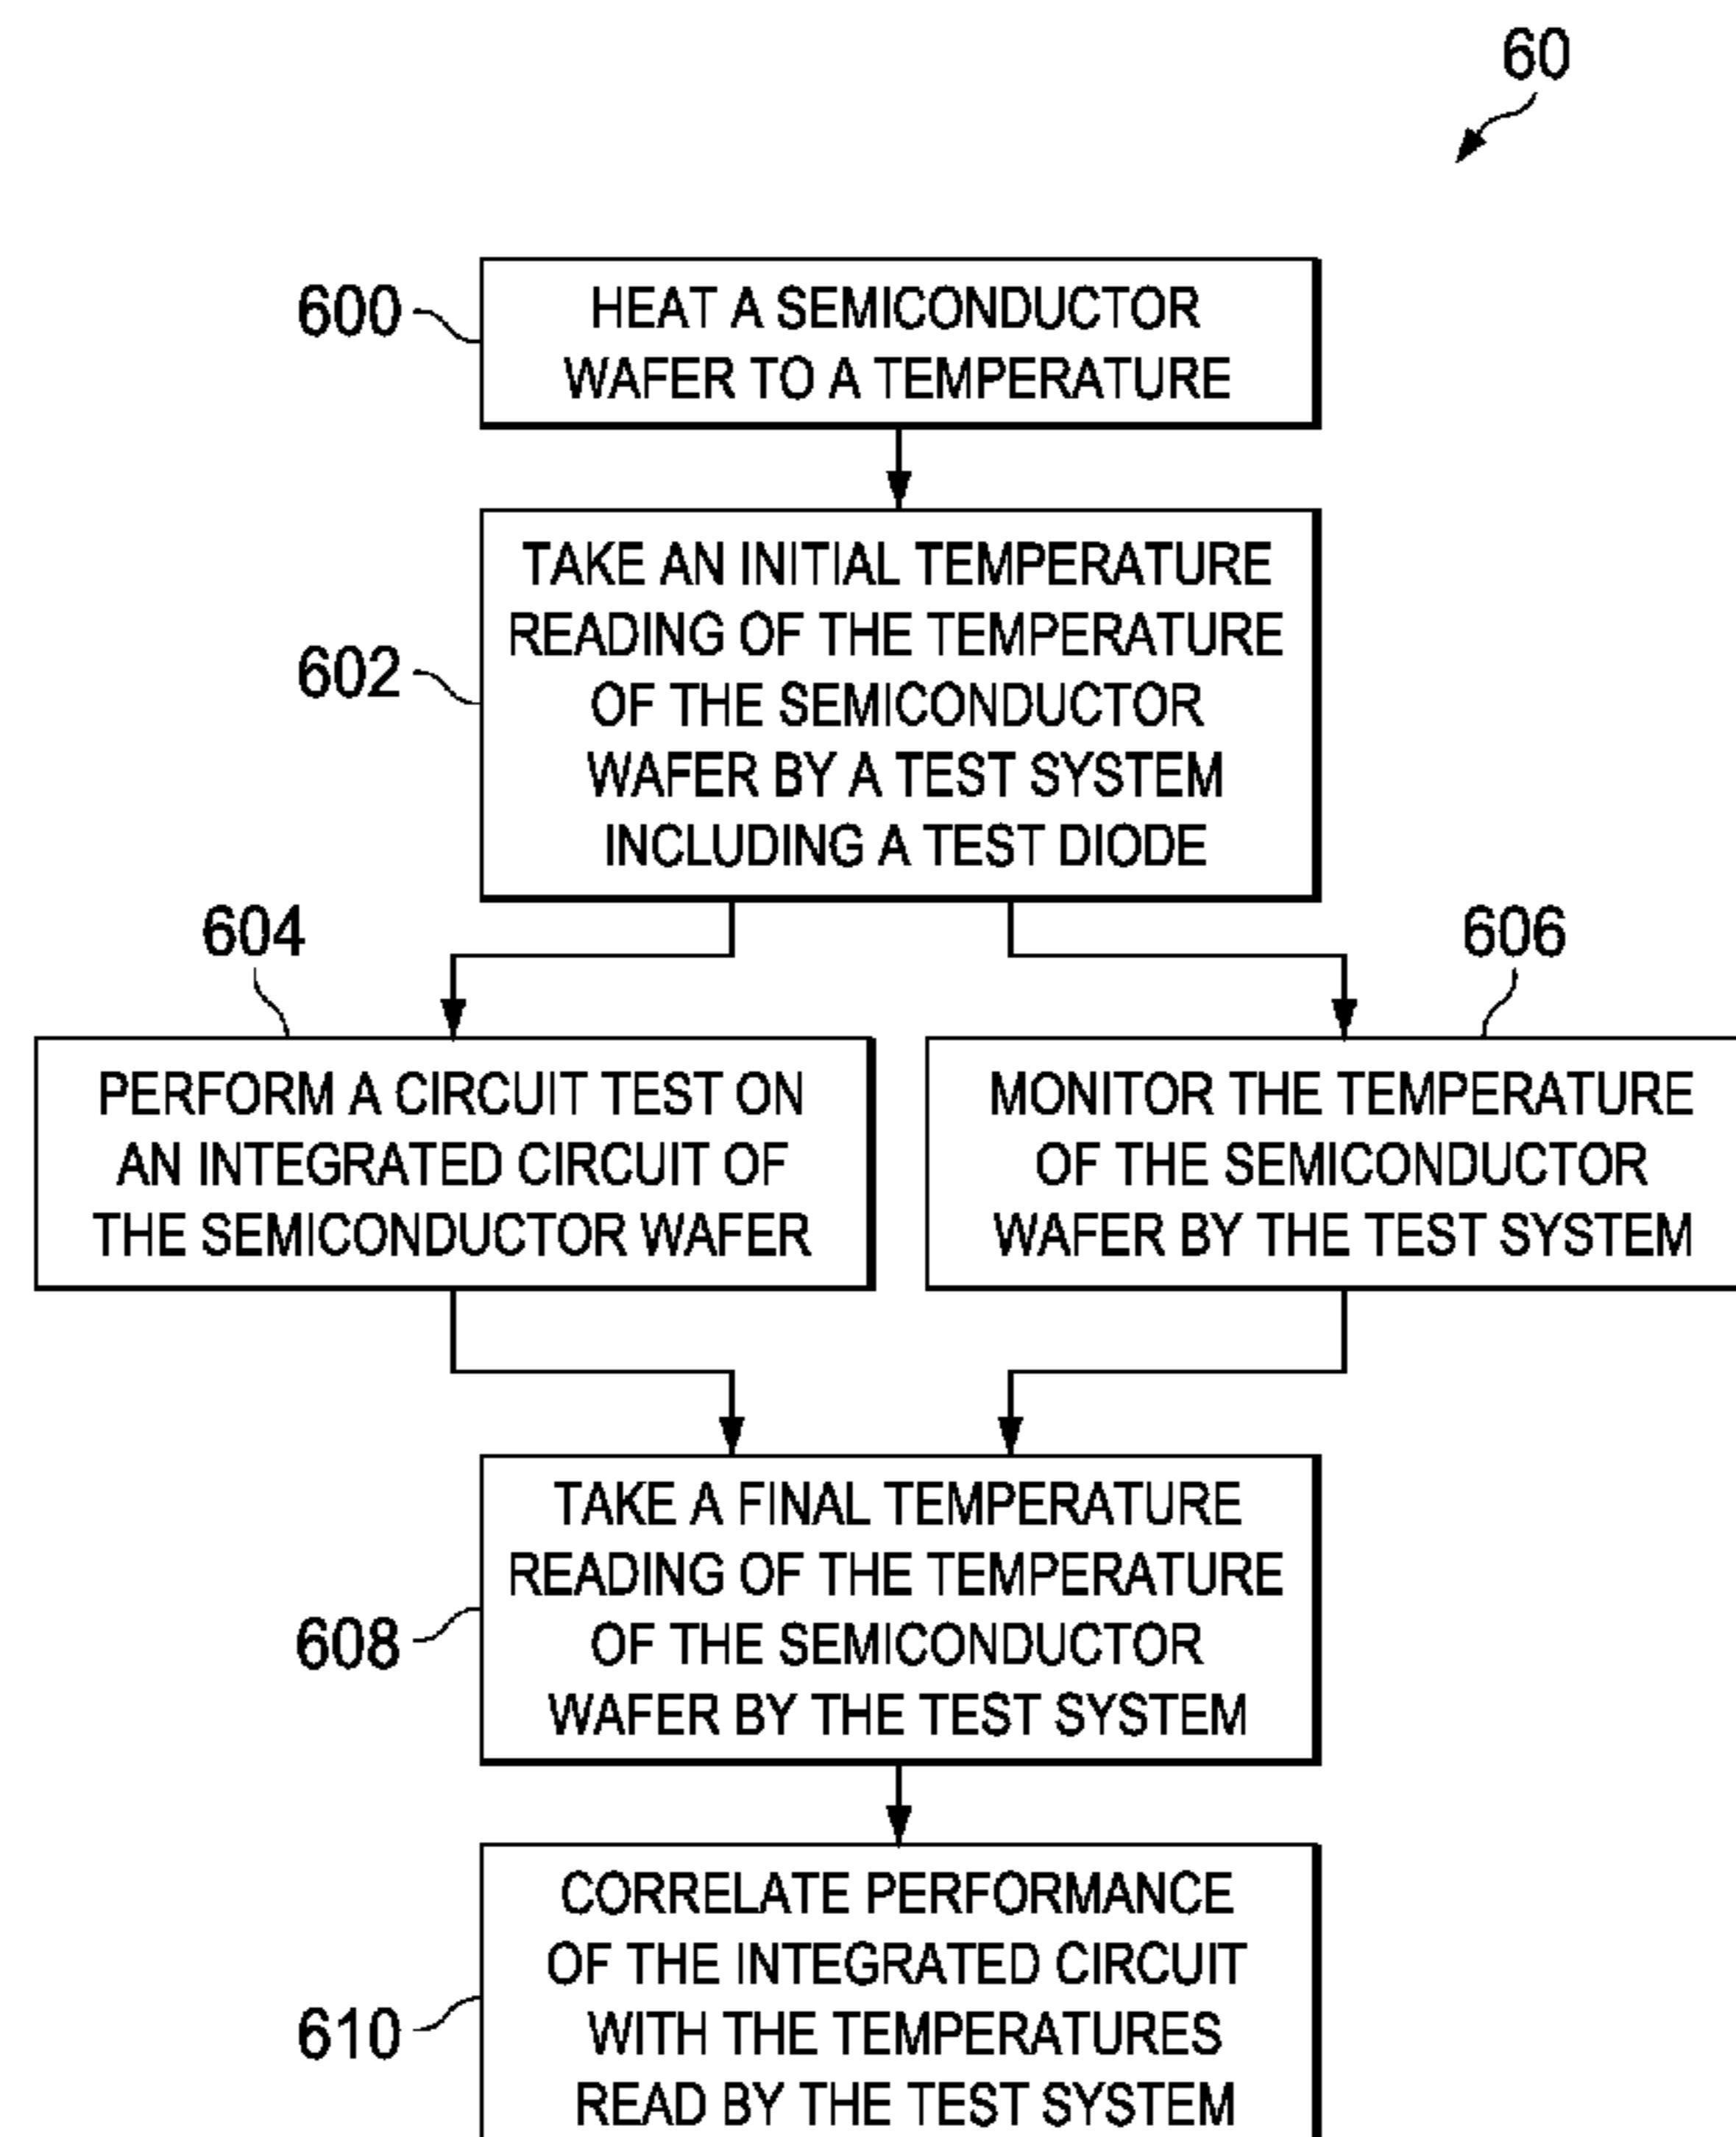 60
600
HEAT A SEMICONDUCTOR
WAFER TO A TEMPERATURE
602
TAKE AN INITIAL TEMPERATURE
READING OF THE TEMPERATURE
OF THE SEMICONDUCTOR
WAFER BY A TEST SYSTEM
INCLUDING A TEST DIODE
604
PERFORM A CIRCUIT TEST ON
AN INTEGRATED CIRCUIT OF
THE SEMICONDUCTOR WAFER
606
MONITOR THE TEMPERATURE
OF THE SEMICONDUCTOR
WAFER BY THE TEST SYSTEM
608
TAKE A FINAL TEMPERATURE
READING OF THE TEMPERATURE
OF THE SEMICONDUCTOR
WAFER BY THE TEST SYSTEM
610
CORRELATE PERFORMANCE
OF THE INTEGRATED CIRCUIT
WITH THE TEMPERATURES
READ BY THE TEST SYSTEM